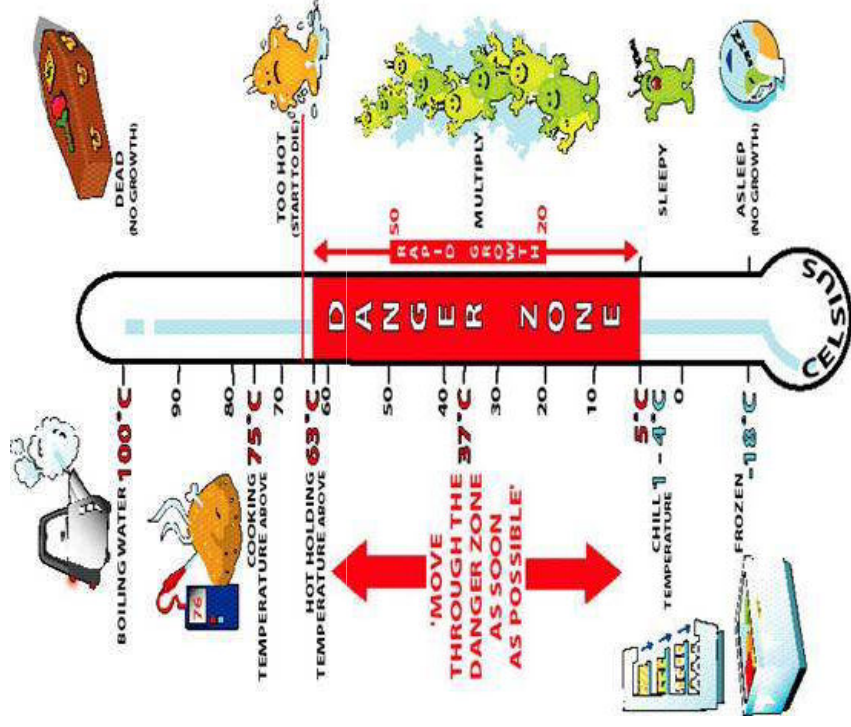 BOILING WATER 100°C
76
COOKING
TEMPERATURE ABOVE 75°C
HOT HOLDING
TEMPERATURE ABOVE 63°C
'MOVE
THROUGH THE
DANGER ZONE
AS SOON
AS POSSIBLE'
CHILL
TEMPERATURE 1 - 4°C
FROZEN -18°C
90
80
70
60
50
40
37°C
30
20
10
5°C
0
DANGER ZONE
CELSIUS
50
RAPID GROWTH
20
DEAD
(NO GROWTH)
TOO HOT
(START TO DIE)
MULTIPLY
SLEEPY
ASLEEP
(NO GROWTH)